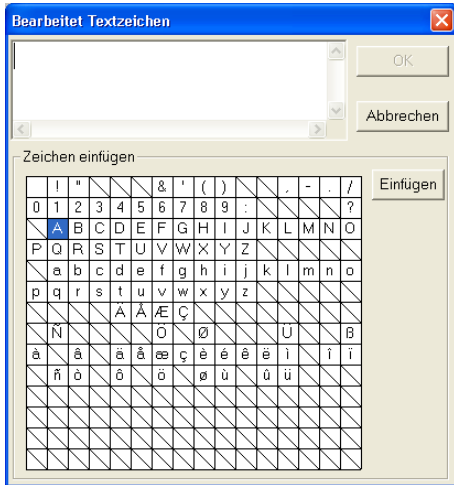 Bearbeitet Textzeichen
OK
Abbrechen
Zeichen einfügen
Einfügen
! " & ' ( ) , - . /
0 1 2 3 4 5 6 7 8 9 : ?
A B C D E F G H I J K L M N O
P Q R S T U V W X Y Z
a b c d e f g h i j k l m n o
p q r s t u v w x y z
Ä Å Æ Ç
Ñ Ö Ø Ü ß
à â ä å æ ç è é ê ë ì î ï
ñ ò ô ö ø ù û ü